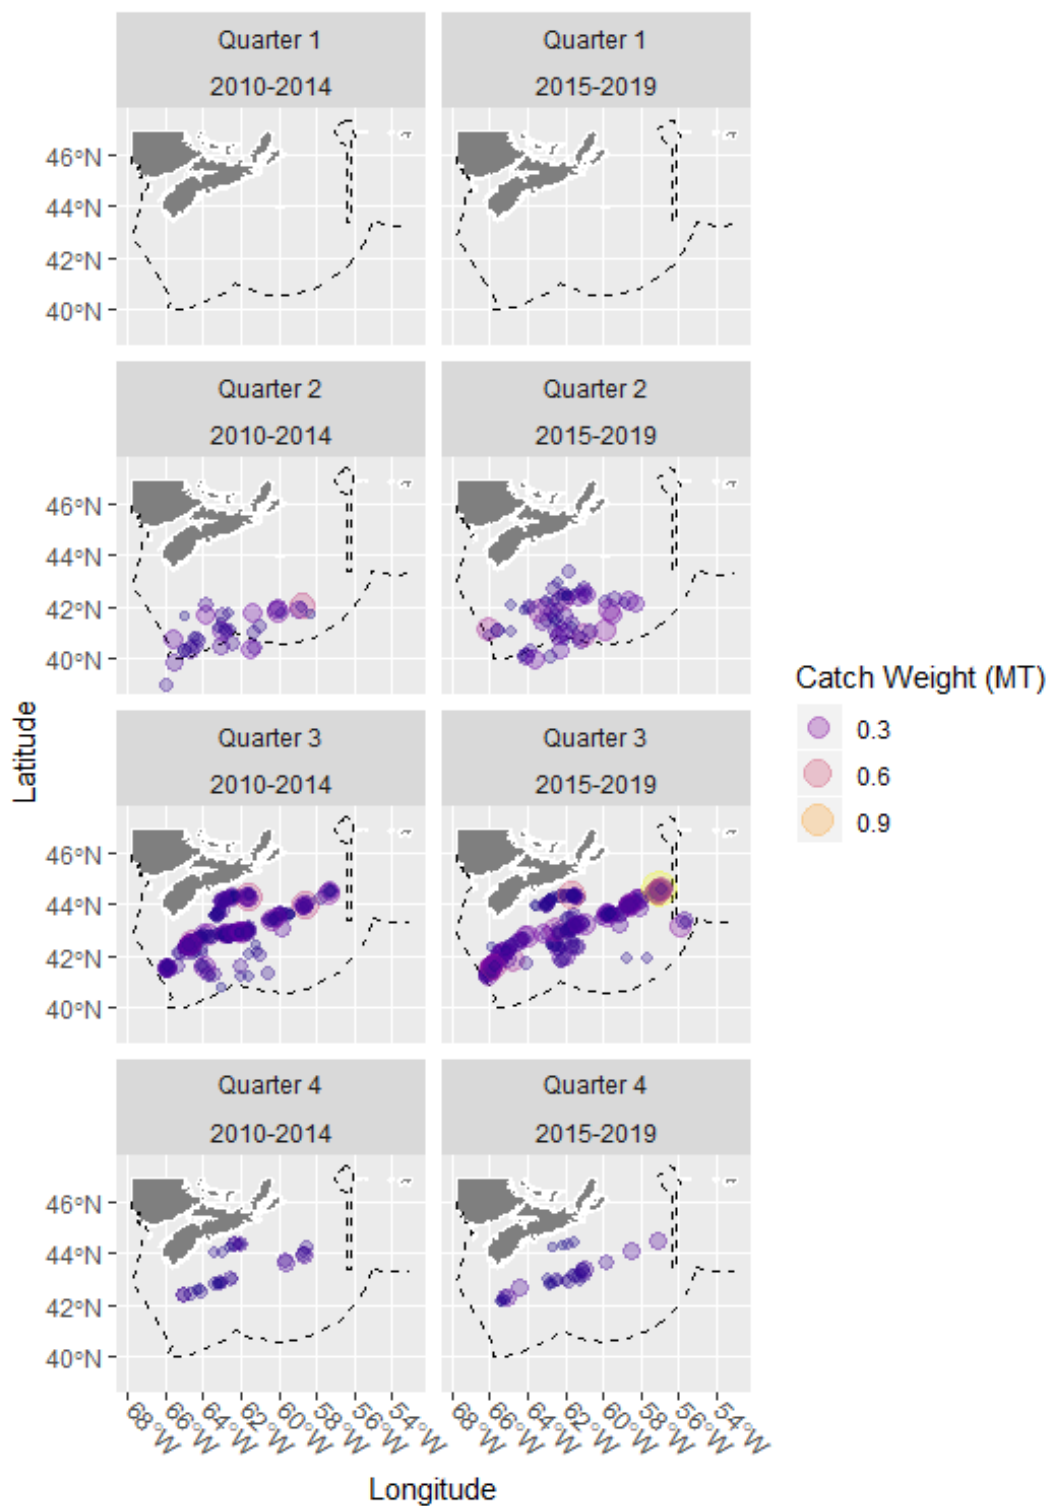 Quarter 1
2010-2014
Quarter 1
2015-2019
46°N
44°N
42°N
40°N
Quarter 2
2010-2014
Quarter 2
2015-2019
46°N
44°N
42°N
40°N
Quarter 3
2010-2014
Quarter 3
2015-2019
46°N
44°N
42°N
40°N
Quarter 4
2010-2014
Quarter 4
2015-2019
46°N
44°N
42°N
40°N
68°W
66°W
64°W
62°W
60°W
58°W
56°W
54°W
68°W
66°W
64°W
62°W
60°W
58°W
56°W
54°W
Longitude
Latitude
Catch Weight (MT)
0.3
0.6
0.9